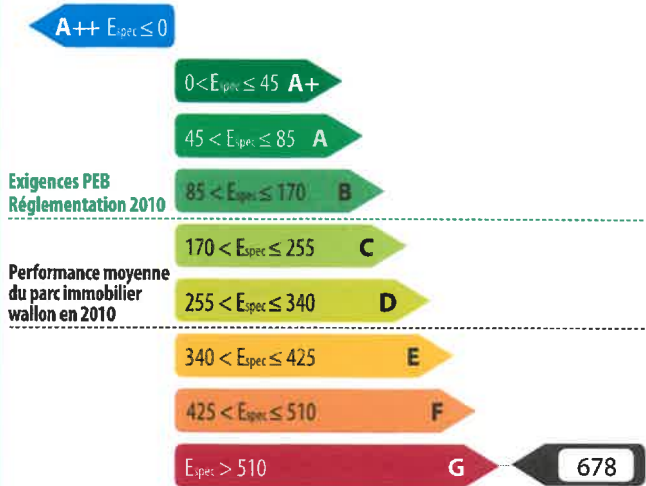 A++ Espec ≤ 0
0 < Espec ≤ 45 A+
45 < Espec ≤ 85 A
Exigences PEB
Réglementation 2010
85 < Espec ≤ 170 B
170 < Espec ≤ 255 C
Performance moyenne
du parc immobilier
wallon en 2010
255 < Espec ≤ 340 D
340 < Espec ≤ 425 E
425 < Espec ≤ 510 F
Espec > 510 G
678